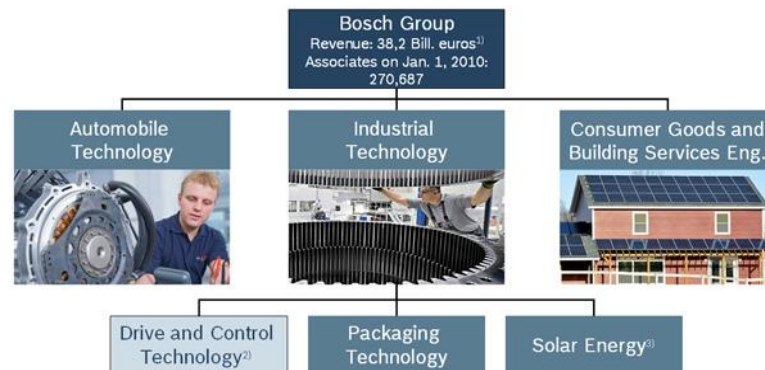 Bosch Group
Revenue: 38,2 Bill. euros1)
Associates on Jan. 1, 2010:
270,687
Automobile
Technology
Industrial
Technology
Consumer Goods and
Building Services Eng.
Drive and Control
Technology2)
Packaging
Technology
Solar Energy3)